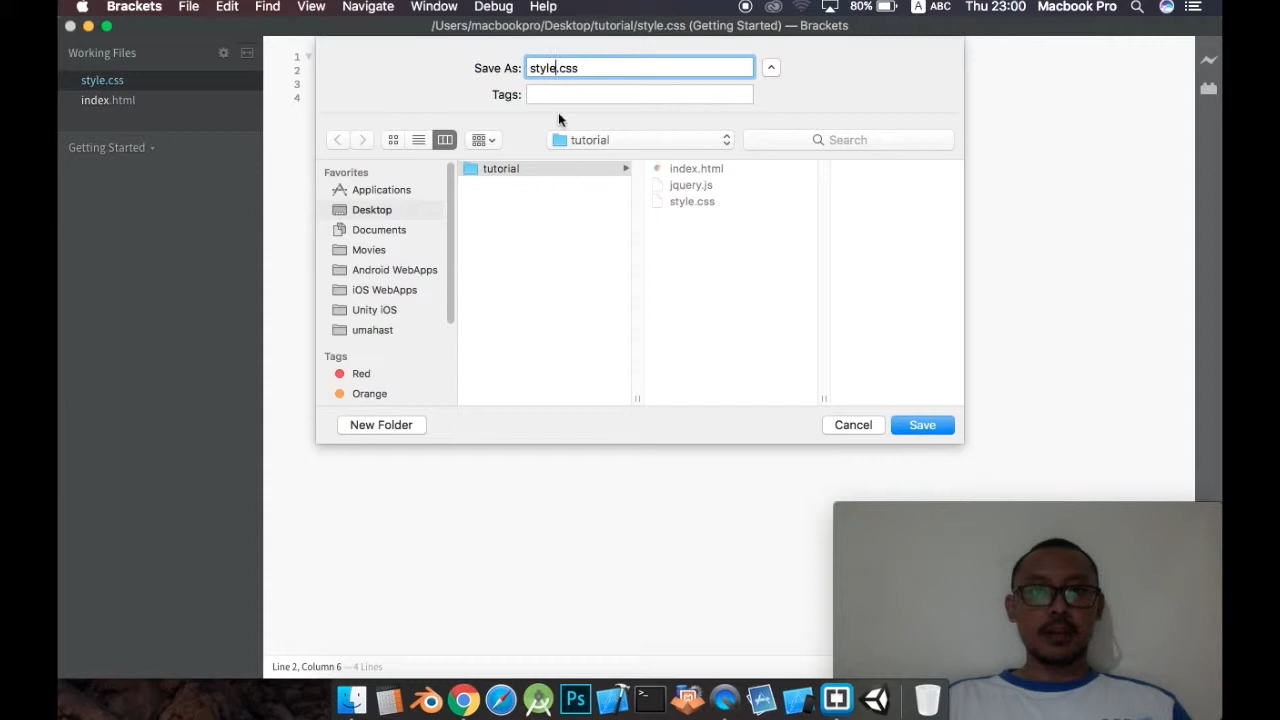 Brackets File Edit Find View Navigate Window Debug Help 80% A ABC Thu 23:00 Macbook Pro
/Users/macbookpro/Desktop/tutorial/style.css (Getting Started) — Brackets
Working Files
style.css
index.html
Getting Started
1
2
3
4
Save As: style.css
Tags:
tutorial
Search
Favorites
Applications
Desktop
Documents
Movies
Android WebApps
iOS WebApps
Unity iOS
umahast
Tags
Red
Orange
tutorial
index.html
jquery.js
style.css
New Folder
Cancel
Save
Line 2, Column 6 — 4 Lines
Ps